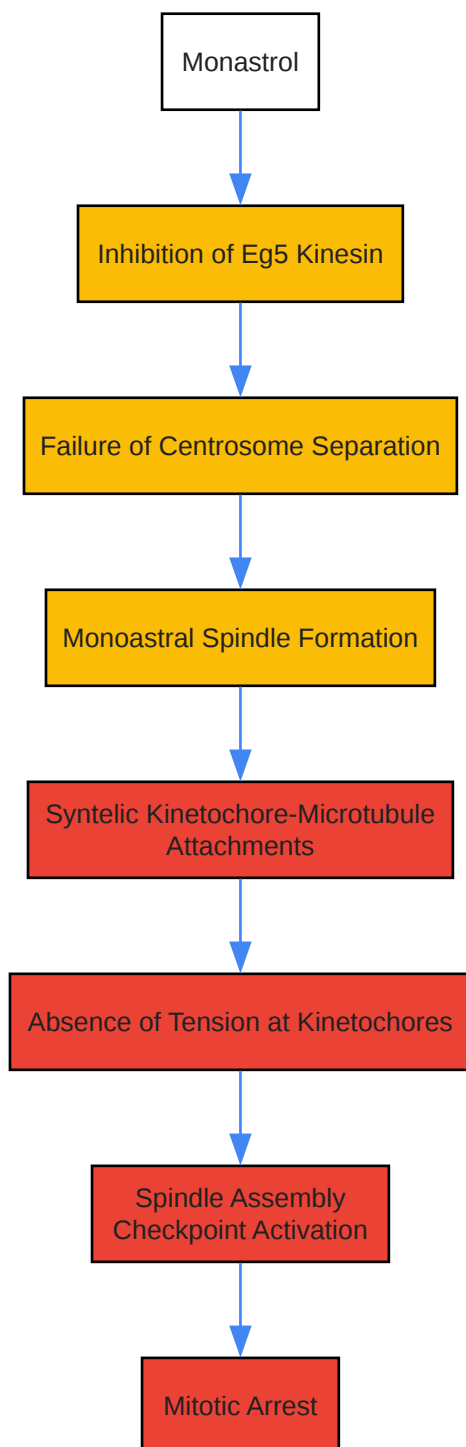 Monastrol
Inhibition of Eg5 Kinesin
Failure of Centrosome Separation
Monoastral Spindle Formation
Syntelic Kinetochore-Microtubule
Attachments
Absence of Tension at Kinetochores
Spindle Assembly
Checkpoint Activation
Mitotic Arrest